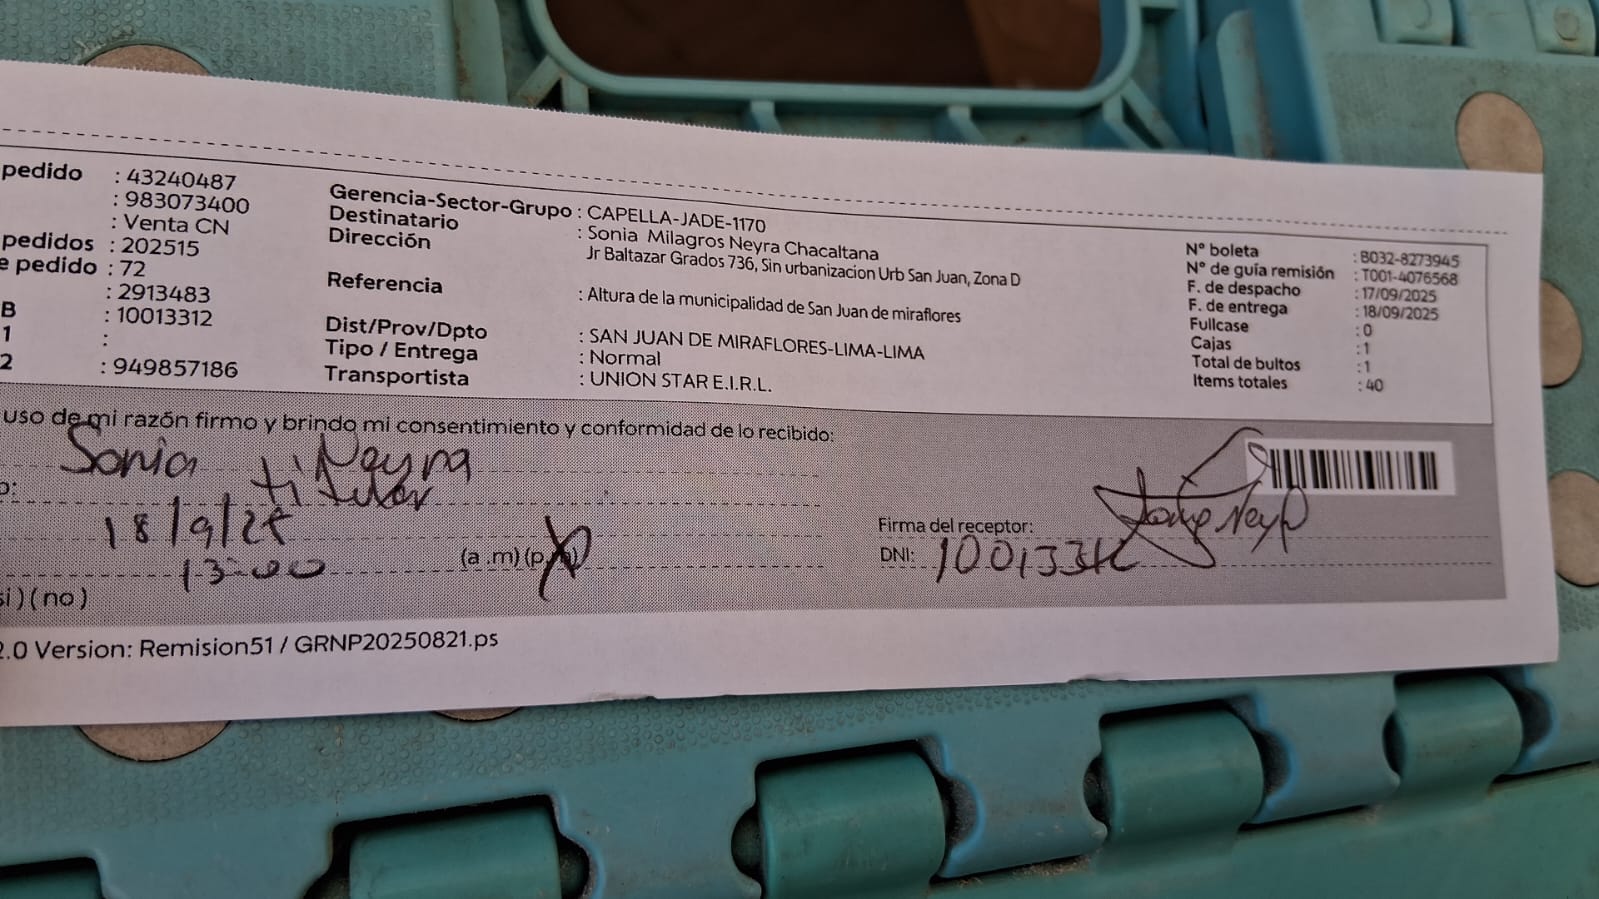 pedido : 43240487
: 983073400
: Venta CN
pedidos : 202515
e pedido : 72
: 2913483
B : 10013312
1 :
2 : 949857186
Gerencia-Sector-Grupo : CAPELLA-JADE-1170
Destinatario : Sonia Milagros Neyra Chacaltana
Dirección Jr Baltazar Grados 736, Sin urbanizacion Urb San Juan, Zona D
Referencia : Altura de la municipalidad de San Juan de miraflores
Dist/Prov/Dpto : SAN JUAN DE MIRAFLORES-LIMA-LIMA
Tipo / Entrega : Normal
Transportista : UNION STAR E.I.R.L.
N° boleta : B032-8273945
N° de guía remisión : T001-4076568
F. de despacho : 17/09/2025
F. de entrega : 18/09/2025
Fullcase : 0
Cajas : 1
Total de bultos : 1
Items totales : 40
uso de mi razón firmo y brindo mi consentimiento y conformidad de lo recibido:
Sonia Neyra
o: titular
18/9/25
13:00 (a .m) (p.
si ) ( no )
Firma del receptor:
DNI: 10013312
2.0 Version: Remision51 / GRNP20250821.ps